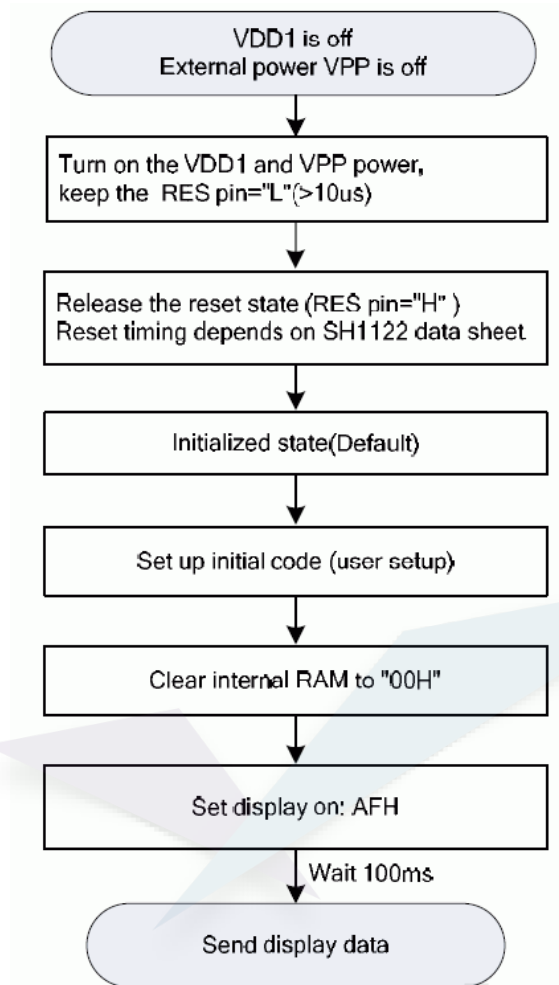 VDD1 is off
External power VPP is off
Turn on the VDD1 and VPP power,
keep the RES pin="L"(>10us)
Release the reset state (RES pin="H" )
Reset timing depends on SH1122 data sheet
Initialized state(Default)
Set up initial code (user setup)
Clear internal RAM to "00H"
Set display on: AFH
Wait 100ms
Send display data